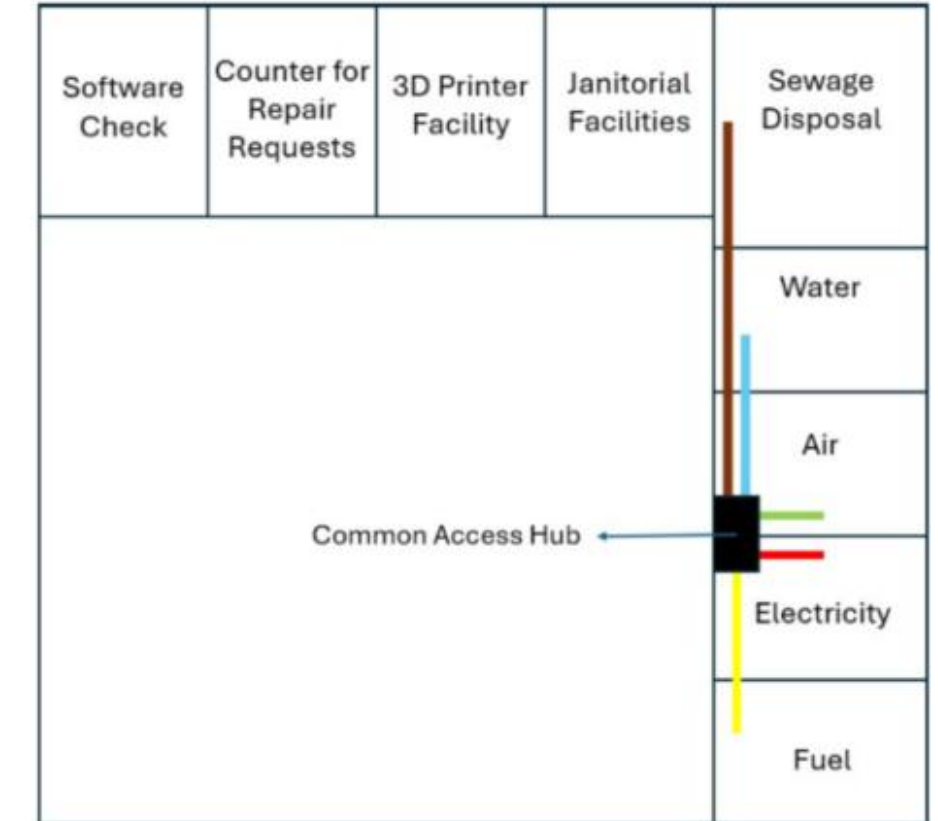 Software
Check
Counter for
Repair
Requests
3D Printer
Facility
Janitorial
Facilities
Sewage
Disposal
Water
Air
Common Access Hub
Electricity
Fuel